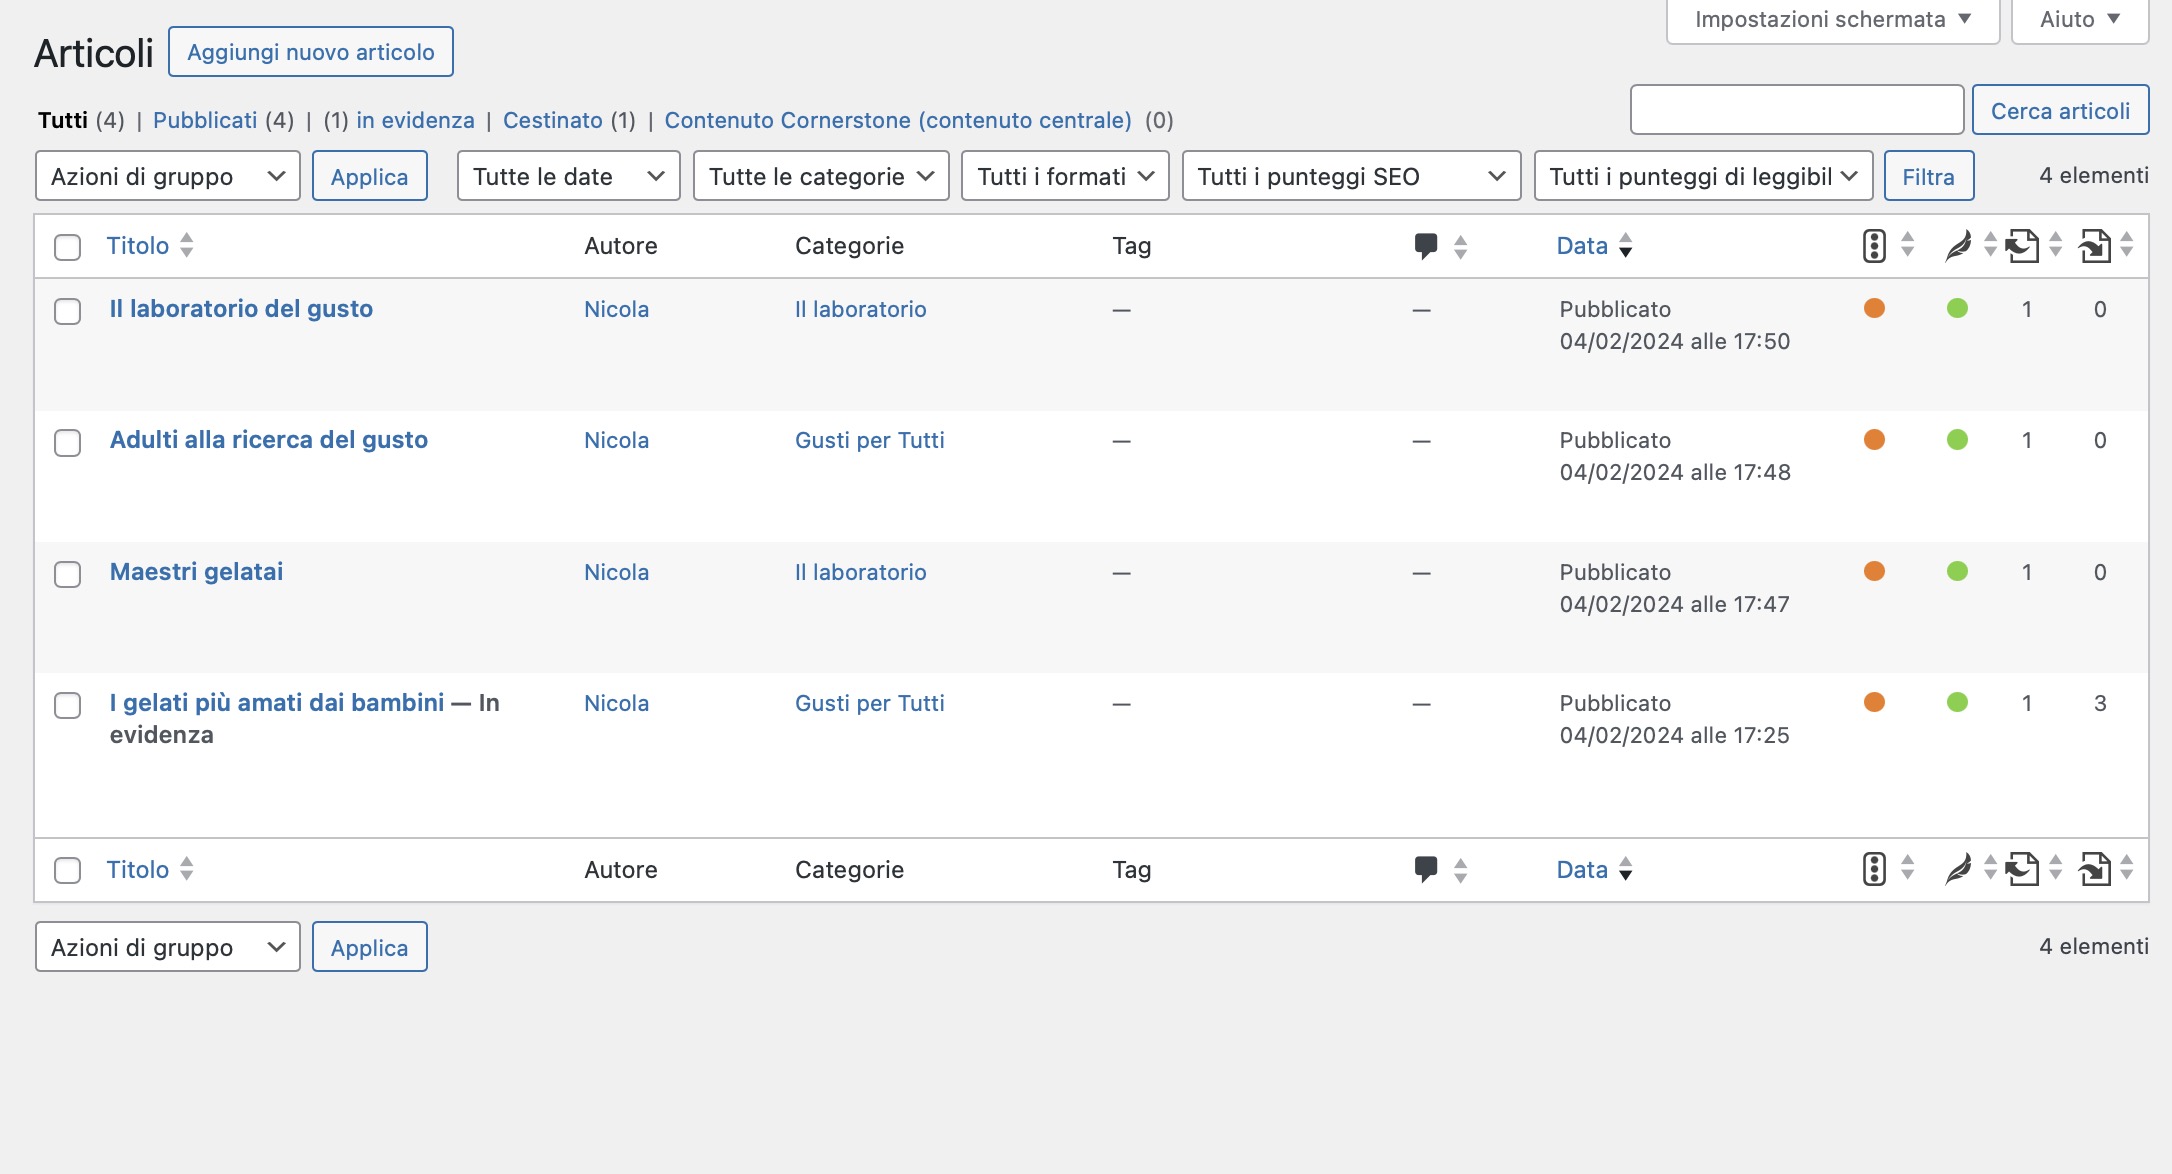 Impostazioni schermata
Aiuto
Articoli
Aggiungi nuovo articolo
Tutti (4) | Pubblicati (4) | (1) in evidenza | Cestinato (1) | Contenuto Cornerstone (contenuto centrale) (0)
Cerca articoli
Azioni di gruppo
Applica
Tutte le date
Tutte le categorie
Tutti i formati
Tutti i punteggi SEO
Tutti i punteggi di leggibil
Filtra
4 elementi
Titolo Autore Categorie Tag Data
Il laboratorio del gusto Nicola Il laboratorio — — Pubblicato 1 0
04/02/2024 alle 17:50
Adulti alla ricerca del gusto Nicola Gusti per Tutti — — Pubblicato 1 0
04/02/2024 alle 17:48
Maestri gelatai Nicola Il laboratorio — — Pubblicato 1 0
04/02/2024 alle 17:47
I gelati più amati dai bambini — In Nicola Gusti per Tutti — — Pubblicato 1 3
evidenza 04/02/2024 alle 17:25
Titolo Autore Categorie Tag Data
Azioni di gruppo
Applica
4 elementi